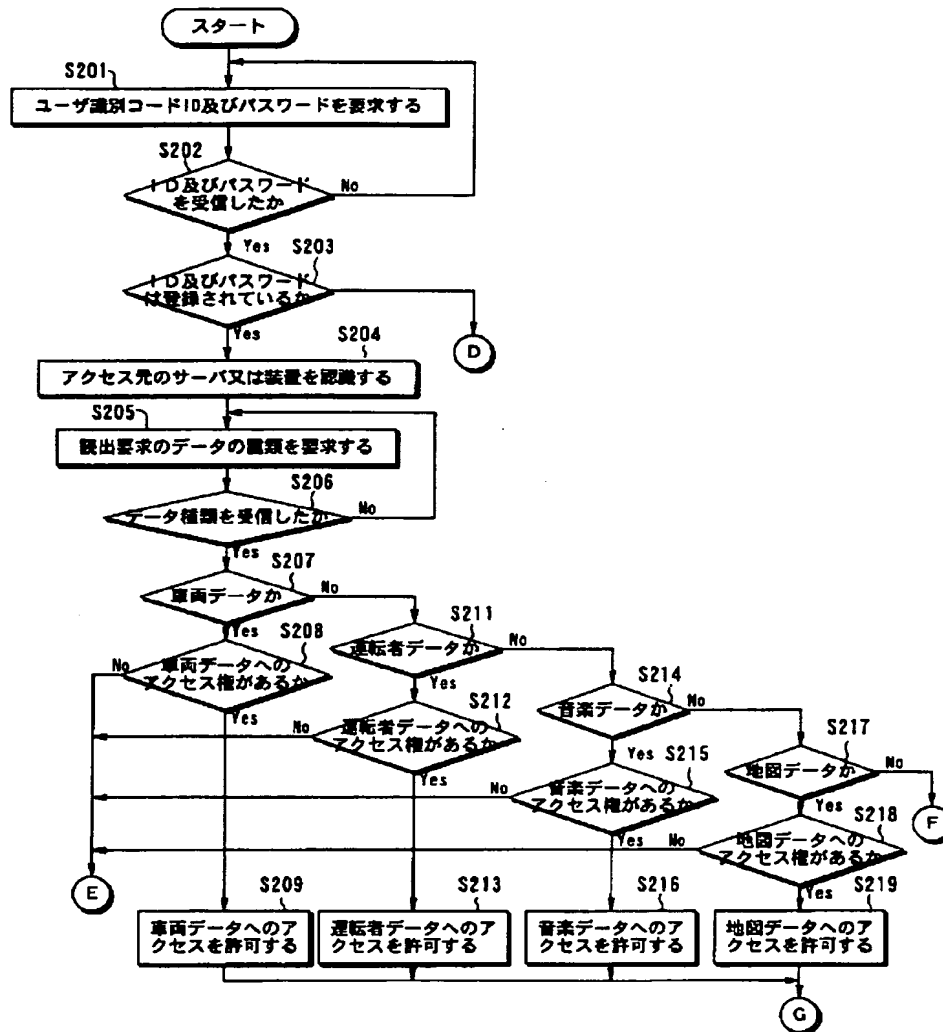 スタート
S201
ユーザ識別コードID及びパスワードを要求する
S202
ID及びパスワード
を受信したか
No
Yes
S203
ID及びパスワード
は登録されているか
Yes
D
S204
アクセス元のサーバ又は装置を認識する
S205
読出要求のデータの種類を要求する
S206
データ種類を受信したか
No
Yes
S207
車両データか
No
Yes
S208
車両データへの
アクセス権があるか
No
Yes
S211
運転者データか
No
Yes
S212
運転者データへの
アクセス権があるか
No
Yes
S214
音楽データか
No
Yes
S215
音楽データへの
アクセス権があるか
No
Yes
S217
地図データか
No
Yes
F
S218
地図データへの
アクセス権があるか
No
Yes
E
S209
車両データへのア
クセスを許可する
S213
運転者データへのア
クセスを許可する
S216
音楽データへのア
クセスを許可する
S219
地図データへのア
クセスを許可する
G